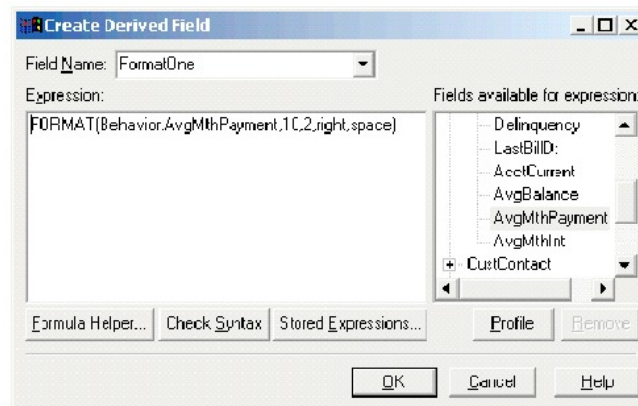 Create Derived Field
Field Name: FormatOne
Expression:
FORMAT(Behavior.AvgMthPayment,10,2,right,space)
Fields available for expression:
Delinquency
LastBillD:
AcctCurrent
AvgBalance
AvgMthPayment
AvgMthInt
CustContact
Formula Helper...
Check Syntax
Stored Expressions...
Profile
Remove
OK
Cancel
Help